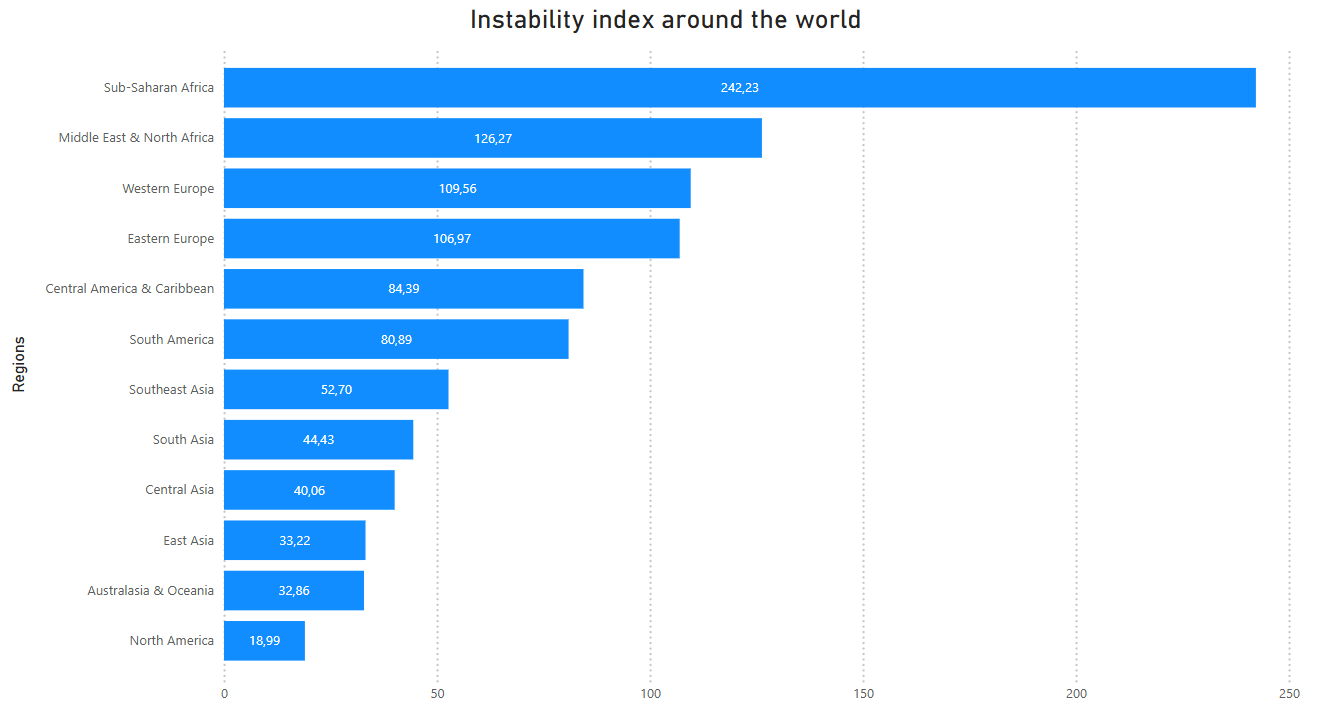 Instability index around the world
Regions
Sub-Saharan Africa 242,23
Middle East & North Africa 126,27
Western Europe 109,56
Eastern Europe 106,97
Central America & Caribbean 84,39
South America 80,89
Southeast Asia 52,70
South Asia 44,43
Central Asia 40,06
East Asia 33,22
Australasia & Oceania 32,86
North America 18,99
0 50 100 150 200 250